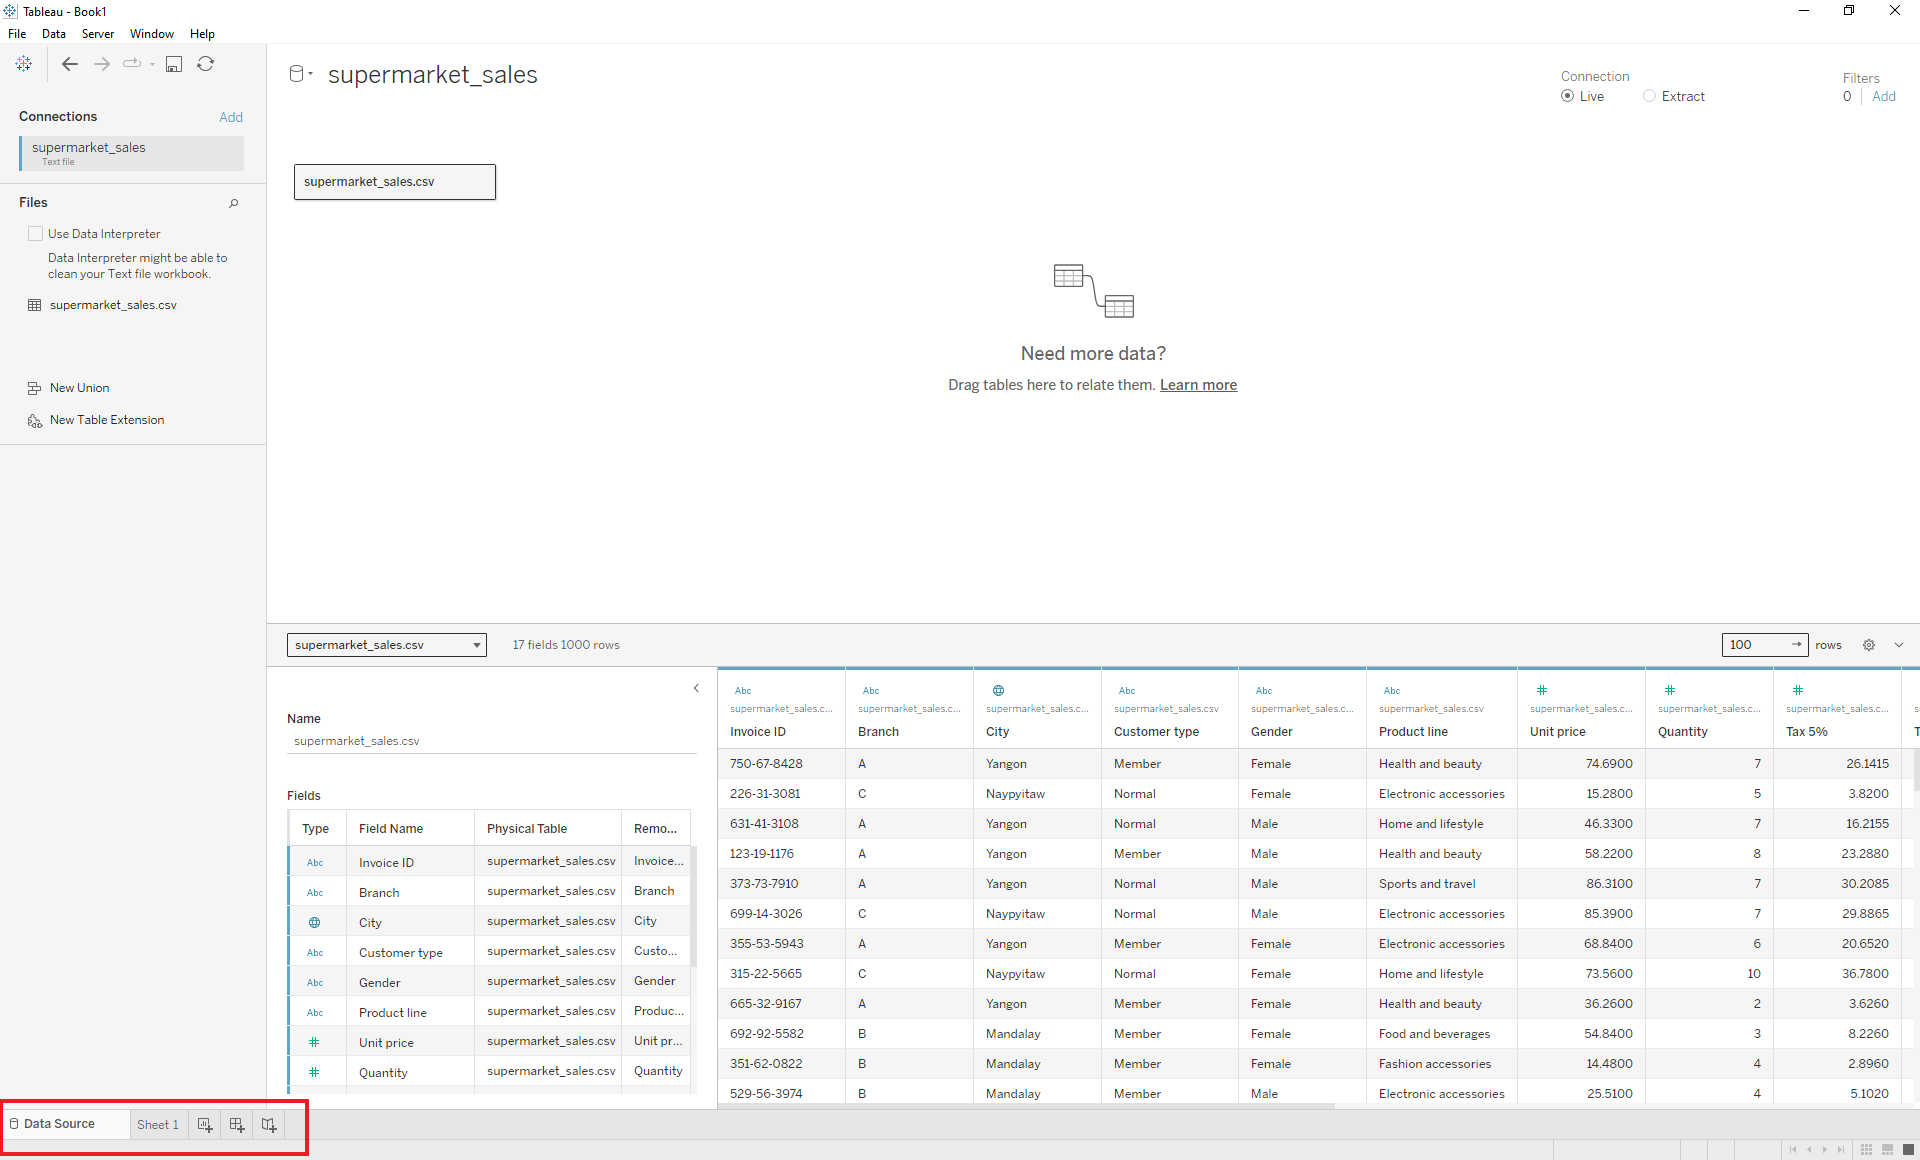 Tableau - Book1
File Data Server Window Help
Connections Add
supermarket_sales
Text file
Files
Use Data Interpreter
Data Interpreter might be able to
clean your Text file workbook.
supermarket_sales.csv
New Union
New Table Extension
supermarket_sales
Connection
Live Extract
Filters
0 Add
supermarket_sales.csv
Need more data?
Drag tables here to relate them. Learn more
supermarket_sales.csv 17 fields 1000 rows 100 rows
Name
supermarket_sales.csv
Fields
Type Field Name Physical Table Remo...
Abc Invoice ID supermarket_sales.csv Invoice...
Abc Branch supermarket_sales.csv Branch
City supermarket_sales.csv City
Abc Customer type supermarket_sales.csv Custo...
Abc Gender supermarket_sales.csv Gender
Abc Product line supermarket_sales.csv Produc...
# Unit price supermarket_sales.csv Unit pr...
# Quantity supermarket_sales.csv Quantity
Abc Abc Abc Abc Abc # # #
supermarket_sales.c... supermarket_sales.c... supermarket_sales.c... supermarket_sales.csv supermarket_sales.c... supermarket_sales.csv supermarket_sales.c... supermarket_sales.c... supermarket_sales.c...
Invoice ID Branch City Customer type Gender Product line Unit price Quantity Tax 5%
750-67-8428 A Yangon Member Female Health and beauty 74.6900 7 26.1415
226-31-3081 C Naypyitaw Normal Female Electronic accessories 15.2800 5 3.8200
631-41-3108 A Yangon Normal Male Home and lifestyle 46.3300 7 16.2155
123-19-1176 A Yangon Member Male Health and beauty 58.2200 8 23.2880
373-73-7910 A Yangon Normal Male Sports and travel 86.3100 7 30.2085
699-14-3026 C Naypyitaw Normal Male Electronic accessories 85.3900 7 29.8865
355-53-5943 A Yangon Member Female Electronic accessories 68.8400 6 20.6520
315-22-5665 C Naypyitaw Normal Female Home and lifestyle 73.5600 10 36.7800
665-32-9167 A Yangon Member Female Health and beauty 36.2600 2 3.6260
692-92-5582 B Mandalay Member Female Food and beverages 54.8400 3 8.2260
351-62-0822 B Mandalay Member Female Fashion accessories 14.4800 4 2.8960
529-56-3974 B Mandalay Member Male Electronic accessories 25.5100 4 5.1020
Data Source Sheet 1